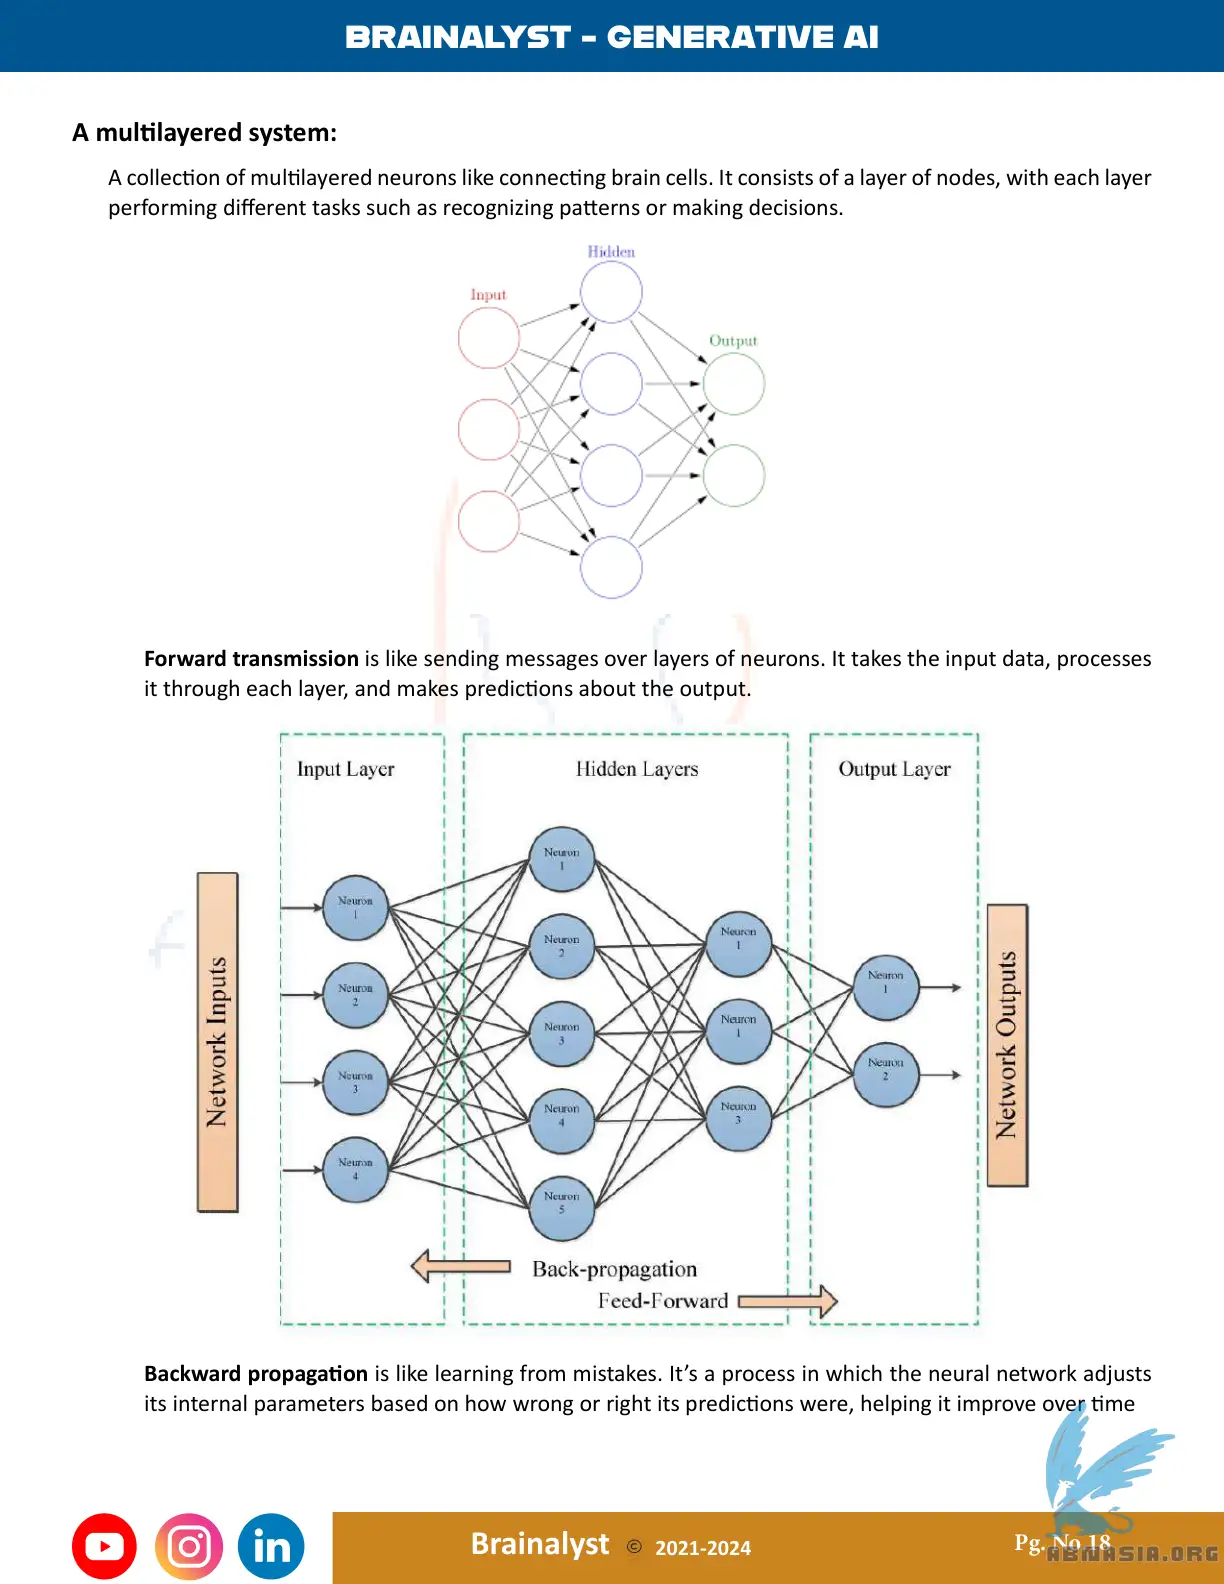 BRAINALYST - GENERATIVE AI
A multilayered system:
A collection of multilayered neurons like connecting brain cells. It consists of a layer of nodes, with each layer
performing different tasks such as recognizing patterns or making decisions.
Hidden
Input
Output
Forward transmission is like sending messages over layers of neurons. It takes the input data, processes
it through each layer, and makes predictions about the output.
Input Layer
Hidden Layers
Output Layer
Network Inputs
Neuron
1
Neuron
2
Neuron
3
Neuron
4
Neuron
1
Neuron
2
Neuron
3
Neuron
4
Neuron
5
Neuron
1
Neuron
1
Neuron
3
Neuron
1
Neuron
2
Network Outputs
Back-propagation
Feed-Forward
Backward propagation is like learning from mistakes. It’s a process in which the neural network adjusts
its internal parameters based on how wrong or right its predictions were, helping it improve over time
in
Brainalyst © 2021-2024
Pg. No 18
ABNASIA.ORG